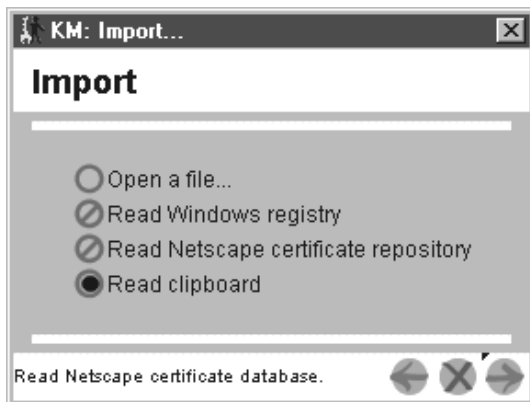 KM: Import...
Import
Open a file...
Read Windows registry
Read Netscape certificate repository
Read clipboard
Read Netscape certificate database.